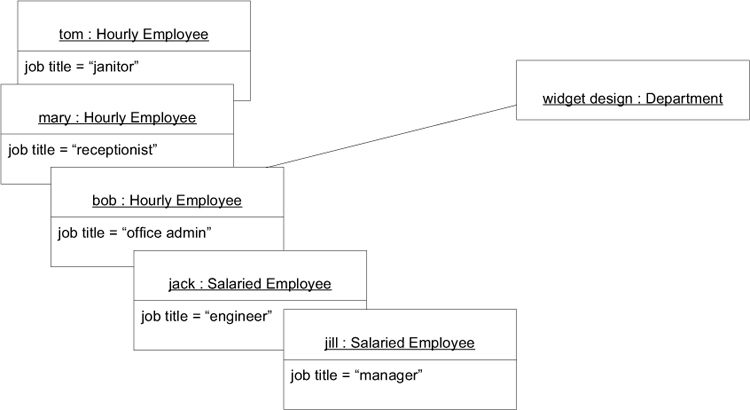 tom : Hourly Employee
job title = “janitor”
mary : Hourly Employee
job title = “receptionist”
bob : Hourly Employee
job title = “office admin”
jack : Salaried Employee
job title = “engineer”
jill : Salaried Employee
job title = “manager”
widget design : Department